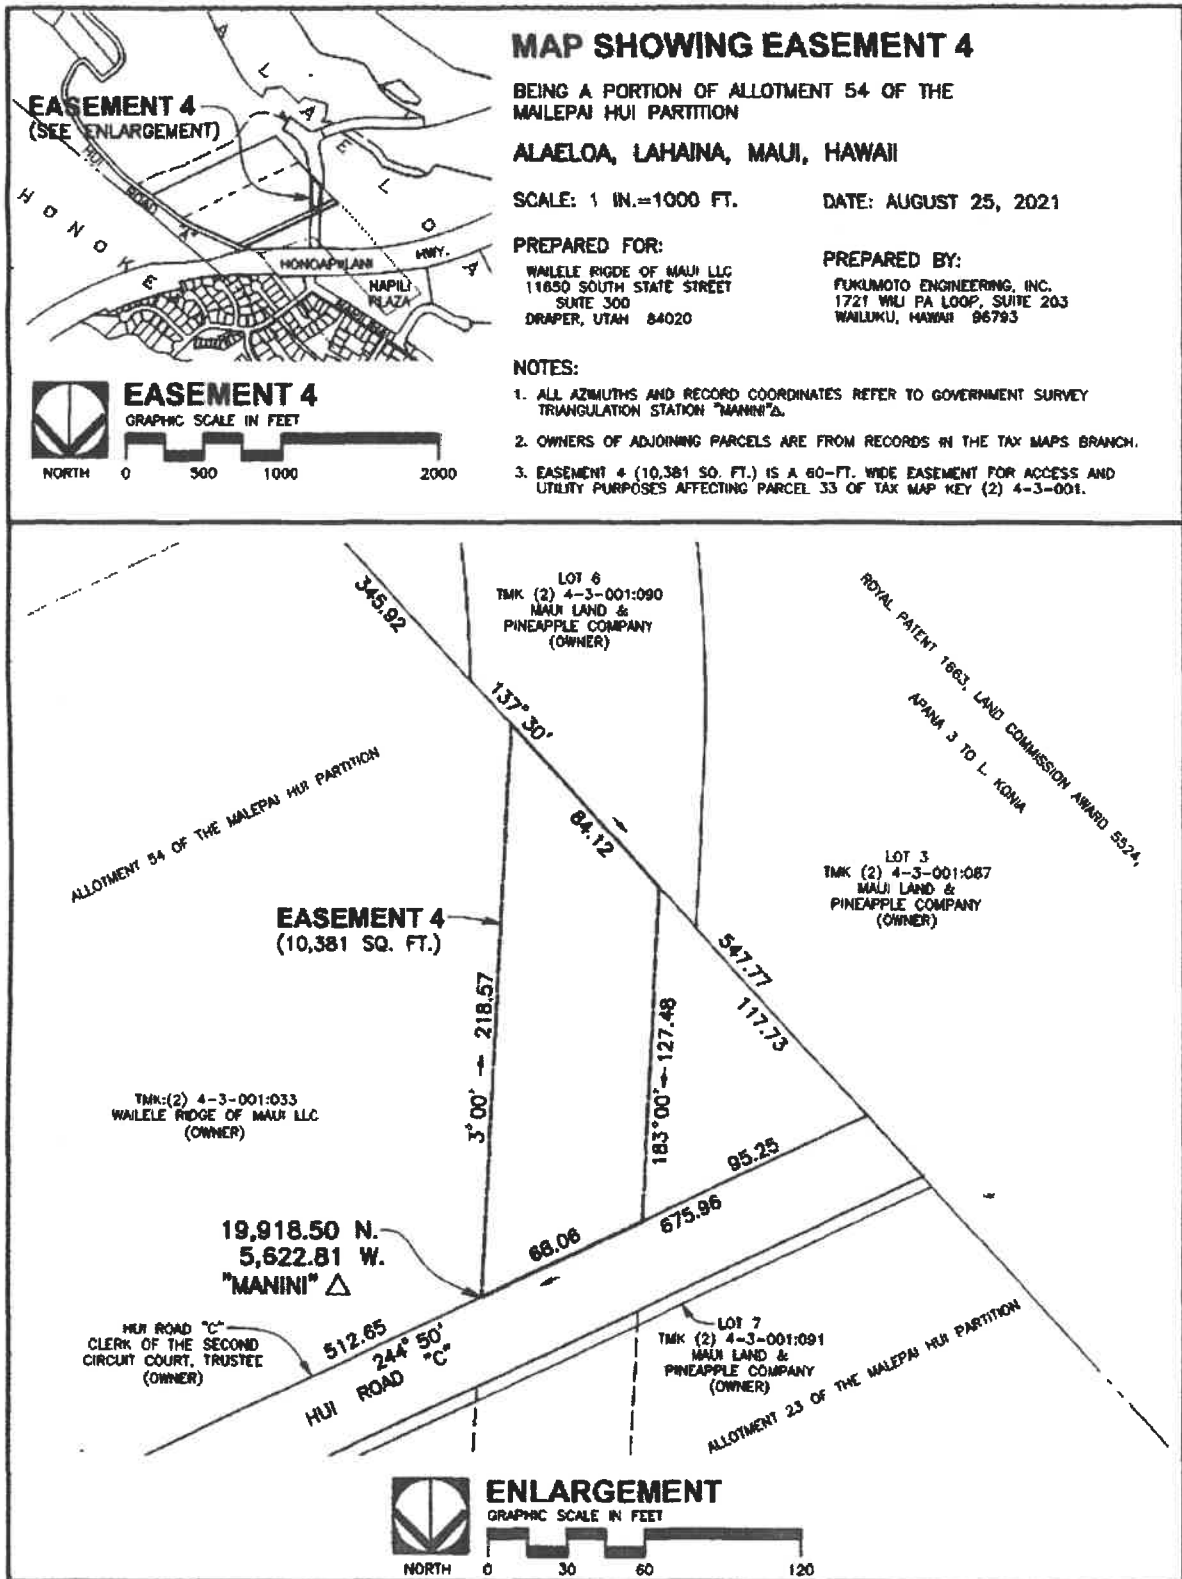 MAP SHOWING EASEMENT 4
BEING A PORTION OF ALLOTMENT 54 OF THE
MAILEPAI HUI PARTITION
ALAELOA, LAHAINA, MAUI, HAWAII
SCALE: 1 IN.=1000 FT.
DATE: AUGUST 25, 2021
PREPARED FOR:
WAILELE RIGDE OF MAUI LLC
11650 SOUTH STATE STREET
SUITE 300
DRAPER, UTAH 84020
PREPARED BY:
FUKUMOTO ENGINEERING, INC.
1721 WILI PA LOOP, SUITE 203
WAILUKU, HAWAII 96793
NOTES:
1. ALL AZIMUTHS AND RECORD COORDINATES REFER TO GOVERNMENT SURVEY
TRIANGULATION STATION "MANINI"△.
2. OWNERS OF ADJOINING PARCELS ARE FROM RECORDS IN THE TAX MAPS BRANCH.
3. EASEMENT 4 (10,381 SQ. FT.) IS A 60-FT. WIDE EASEMENT FOR ACCESS AND
UTILITY PURPOSES AFFECTING PARCEL 33 OF TAX MAP KEY (2) 4-3-001.
EASEMENT 4
(SEE ENLARGEMENT)
HUI
ROAD
"A"
HONOKE
ALAELOA
HONOAPIILANI
HWY.
NAPILI
PLAZA
EASEMENT 4
GRAPHIC SCALE IN FEET
NORTH
0 500 1000 2000
345.92
LOT 6
TMK (2) 4-3-001:090
MAUI LAND &
PINEAPPLE COMPANY
(OWNER)
ROYAL PATENT 1663, LAND COMMISSION AWARD 5524,
APANA 3 TO L. KONIA
137° 30'
84.12
ALLOTMENT 54 OF THE MALEPAI HUI PARTITION
LOT 3
TMK (2) 4-3-001:087
MAUI LAND &
PINEAPPLE COMPANY
(OWNER)
EASEMENT 4
(10,381 SQ. FT.)
547.77
117.73
3°00' 218.57
183°00' 127.48
TMK:(2) 4-3-001:033
WAILELE RIDGE OF MAUI LLC
(OWNER)
95.25
675.96
68.06
19,918.50 N.
5,622.81 W.
"MANINI" △
HUI ROAD "C"
CLERK OF THE SECOND
CIRCUIT COURT, TRUSTEE
(OWNER)
512.65
244° 50'
HUI ROAD "C"
LOT 7
TMK (2) 4-3-001:091
MAUI LAND &
PINEAPPLE COMPANY
(OWNER)
ALLOTMENT 23 OF THE MALEPAI HUI PARTITION
ENLARGEMENT
GRAPHIC SCALE IN FEET
NORTH
0 30 60 120